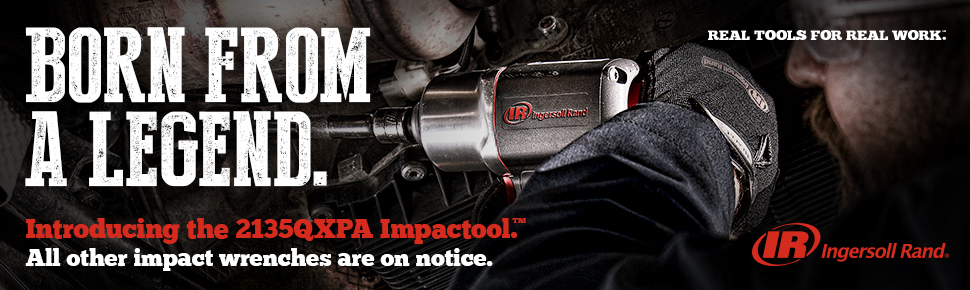 BORN FROM
A LEGEND.
REAL TOOLS FOR REAL WORK.
IR Ingersoll Rand
Introducing the 2135QXPA Impactool.™
All other impact wrenches are on notice.
IR Ingersoll Rand®